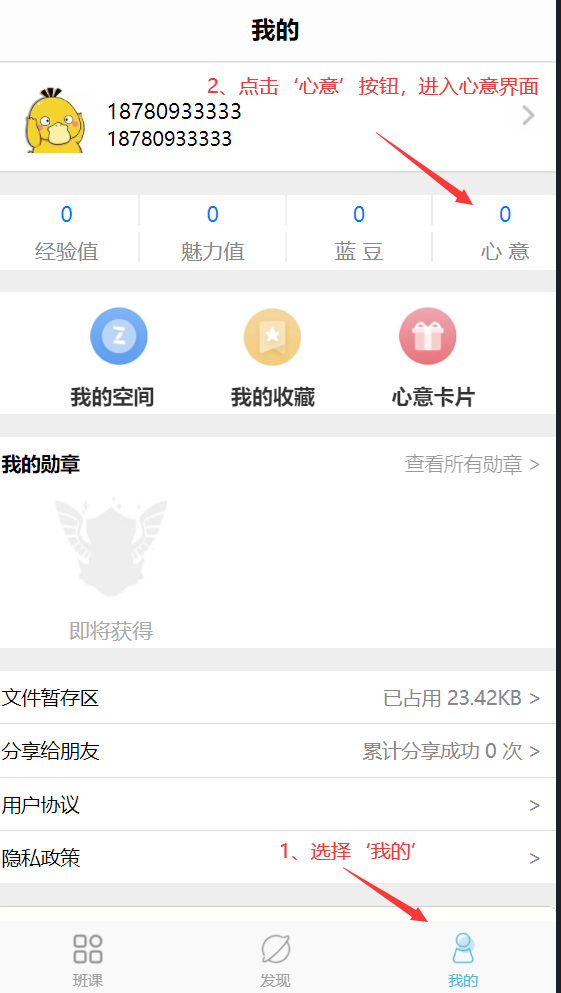 我的
2、点击‘心意’按钮，进入心意界面
18780933333
18780933333
0 0 0 0
经验值 魅力值 蓝 豆 心 意
我的空间 我的收藏 心意卡片
我的勋章 查看所有勋章 >
即将获得
文件暂存区 已占用 23.42KB >
分享给朋友 累计分享成功 0 次 >
用户协议 >
隐私政策 >
1、选择‘我的’
班课 发现 我的